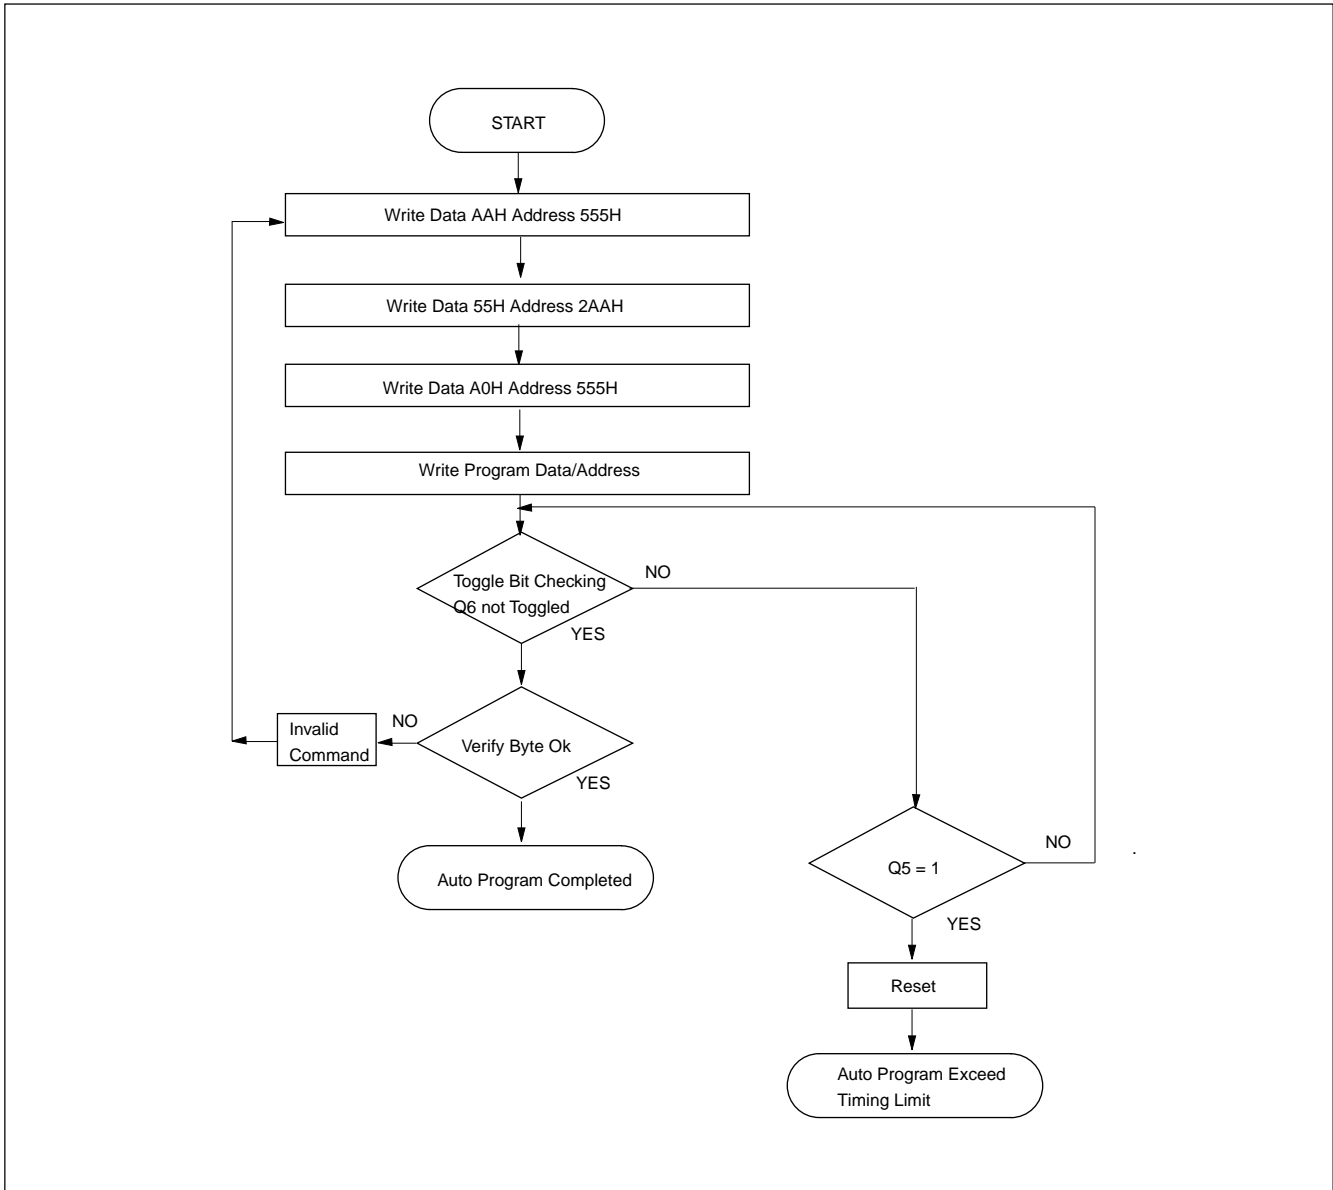 START
Write Data AAH Address 555H
Write Data 55H Address 2AAH
Write Data A0H Address 555H
Write Program Data/Address
Toggle Bit Checking
Q6 not Toggled
NO
YES
Invalid
Command
NO
Verify Byte Ok
YES
Auto Program Completed
Q5 = 1
NO
YES
Reset
Auto Program Exceed
Timing Limit